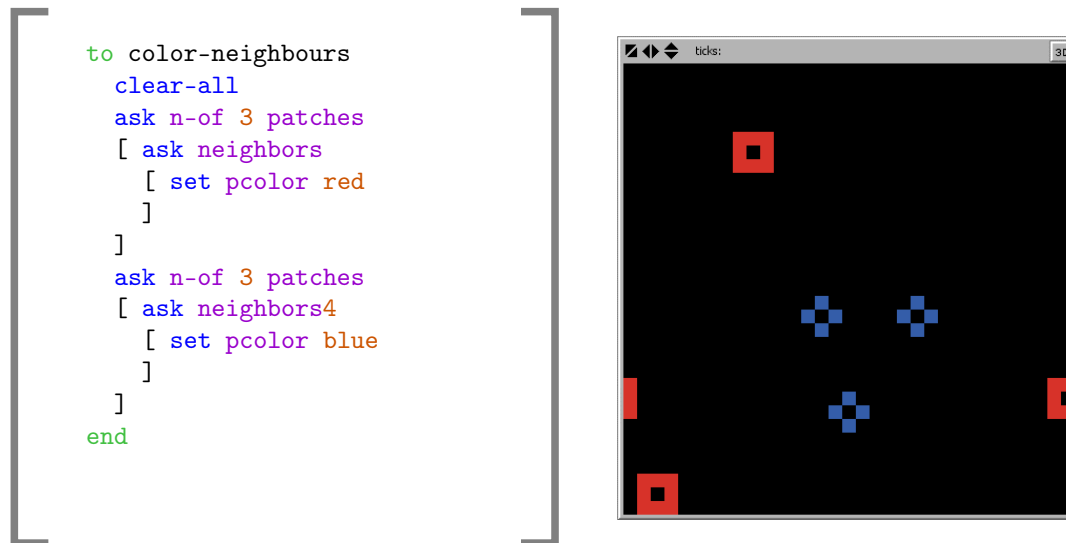 to color-neighbours
clear-all
ask n-of 3 patches
[ ask neighbors
[ set pcolor red
]
]
ask n-of 3 patches
[ ask neighbors4
[ set pcolor blue
]
]
end
ticks: